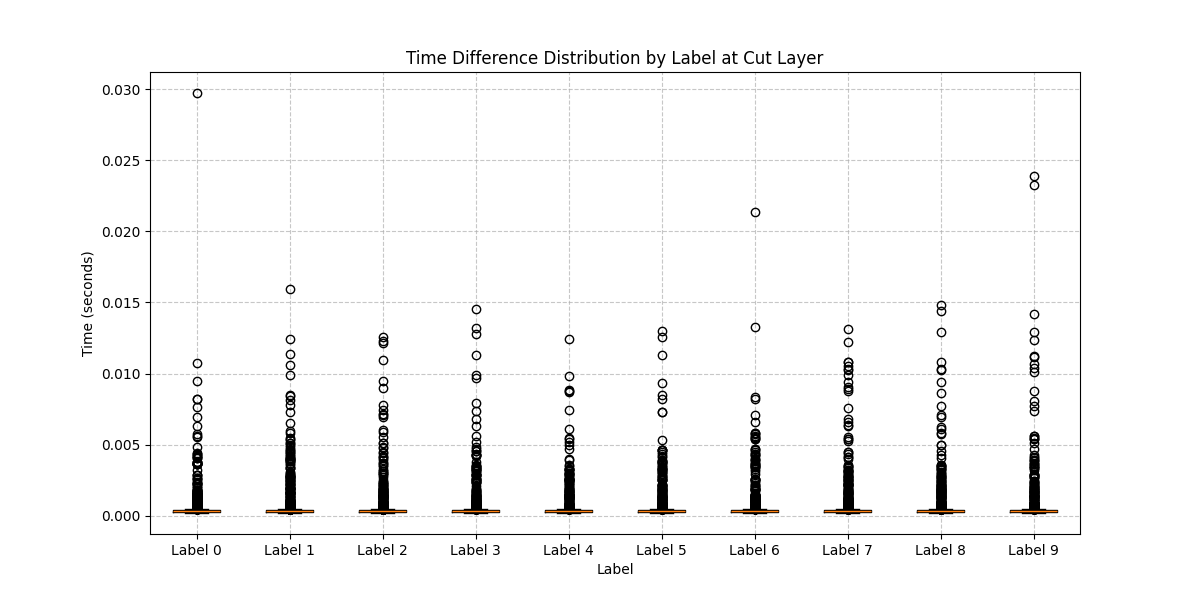 Time Difference Distribution by Label at Cut Layer
0.030
0.025
0.020
0.015
0.010
0.005
0.000
Time (seconds)
Label 0 Label 1 Label 2 Label 3 Label 4 Label 5 Label 6 Label 7 Label 8 Label 9
Label